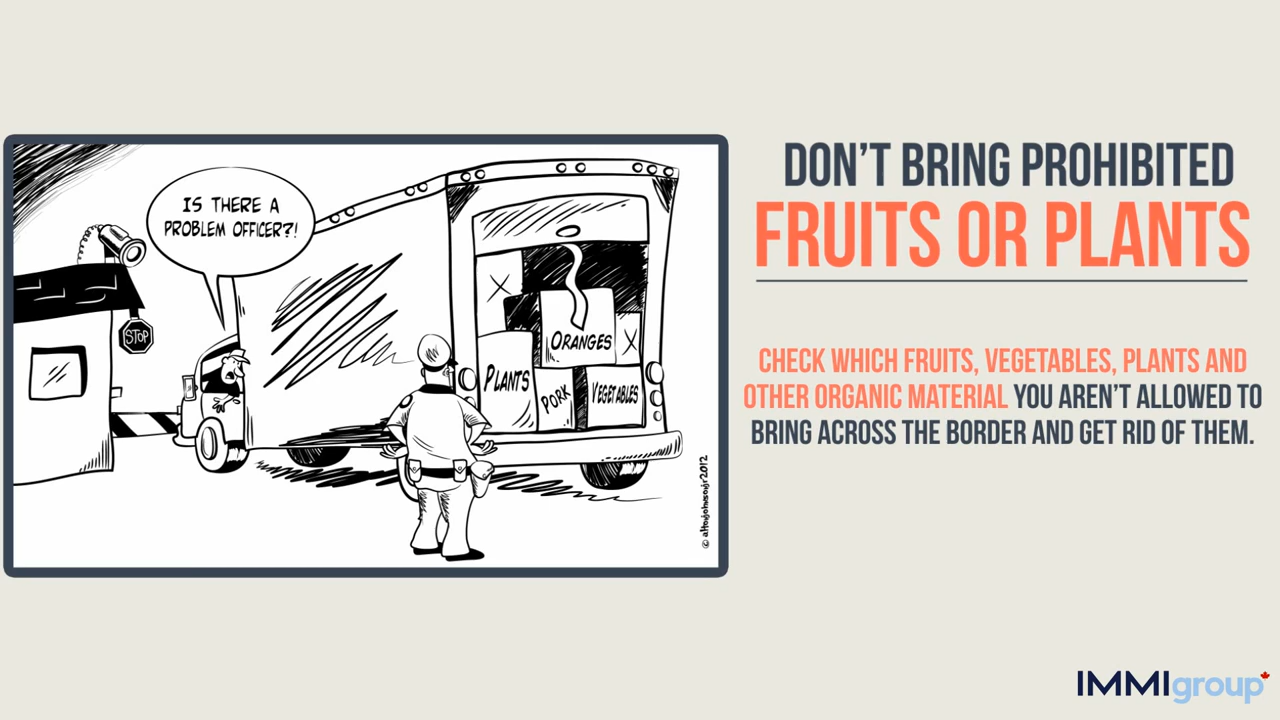 IS THERE A
PROBLEM OFFICER?!
STOP
ORANGES
PLANTS
PORK
VEGETABLES
© altonjohnsonjr2012
DON'T BRING PROHIBITED
FRUITS OR PLANTS
CHECK WHICH FRUITS, VEGETABLES, PLANTS AND
OTHER ORGANIC MATERIAL YOU AREN'T ALLOWED TO
BRING ACROSS THE BORDER AND GET RID OF THEM.
IMMIgroup